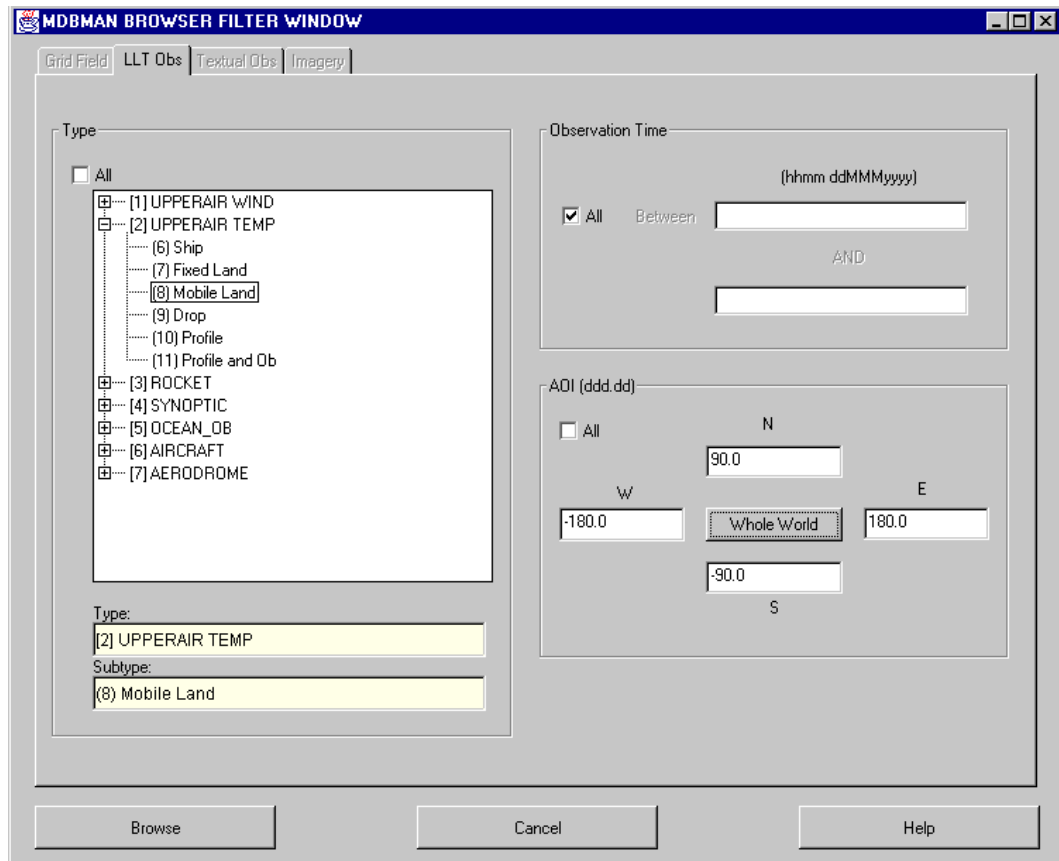 MDBMAN BROWSER FILTER WINDOW
Grid Field LLT Obs Textual Obs Imagery
Type
All
[1] UPPERAIR WIND
[2] UPPERAIR TEMP
(6) Ship
(7) Fixed Land
(8) Mobile Land
(9) Drop
(10) Profile
(11) Profile and Ob
[3] ROCKET
[4] SYNOPTIC
[5] OCEAN_OB
[6] AIRCRAFT
[7] AERODROME
Type:
[2] UPPERAIR TEMP
Subtype:
(8) Mobile Land
Observation Time
(hhmm ddMMMyyyy)
All Between
AND
AOI (ddd.dd)
All
N
90.0
W
E
-180.0
Whole World
180.0
-90.0
S
Browse
Cancel
Help